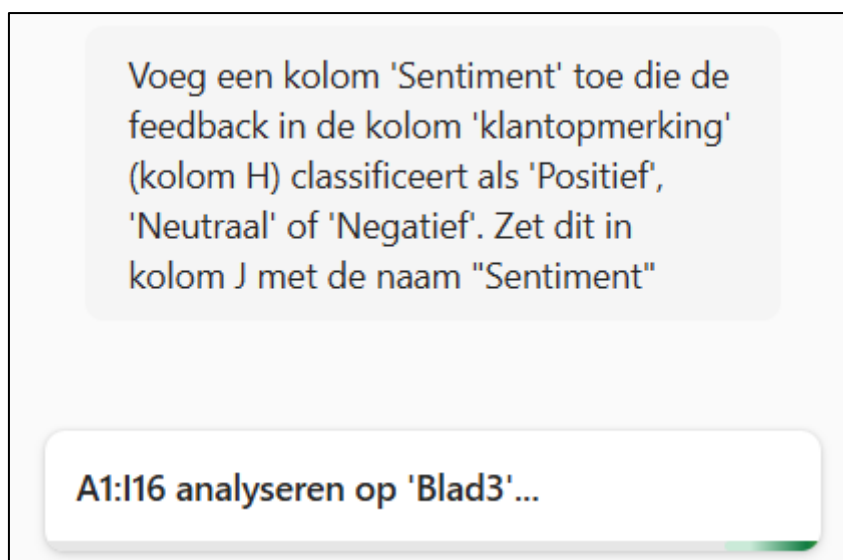 Voeg een kolom 'Sentiment' toe die de
feedback in de kolom 'klantopmerking'
(kolom H) classificeert als 'Positief',
'Neutraal' of 'Negatief'. Zet dit in
kolom J met de naam "Sentiment"
A1:I16 analyseren op 'Blad3'...